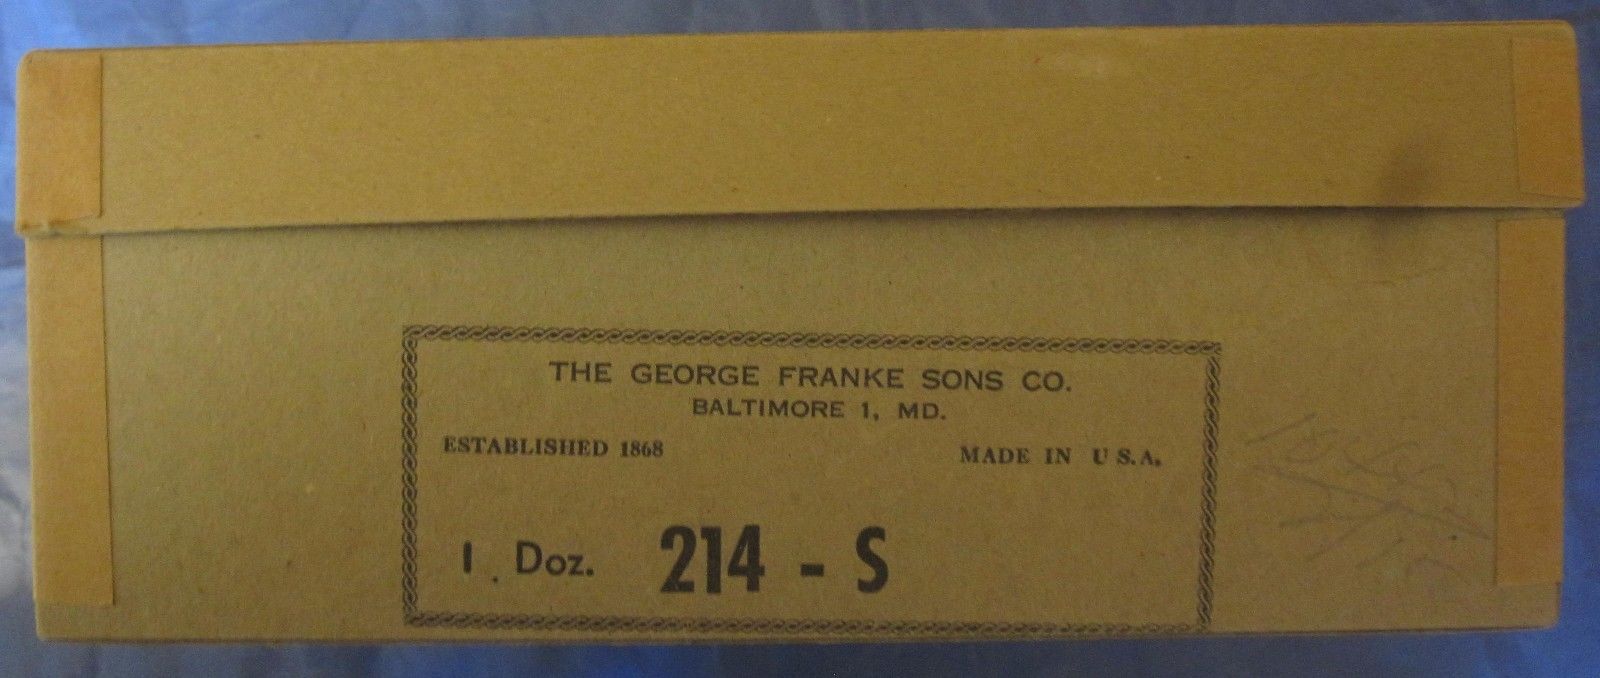 THE GEORGE FRANKE SONS CO.
BALTIMORE 1, MD.
ESTABLISHED 1868 MADE IN U S.A.
1. Doz. 214 - S